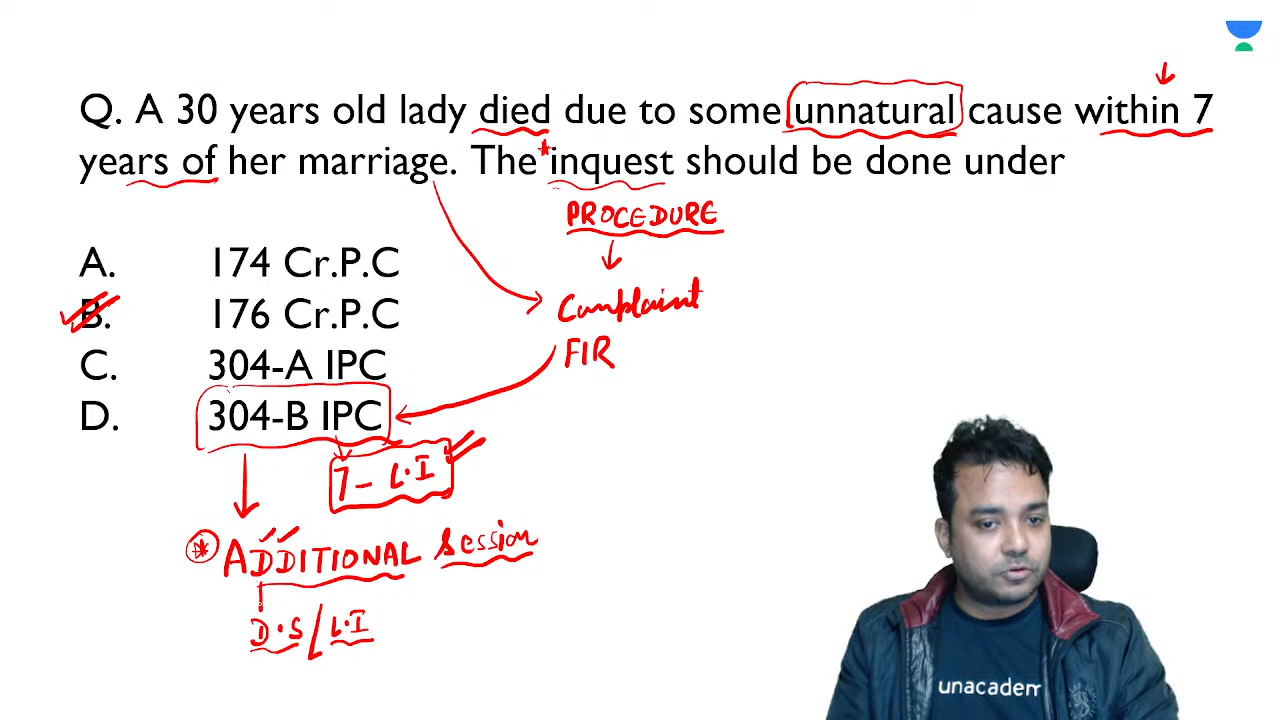 Q. A 30 years old lady died due to some unnatural cause within 7
years of her marriage. The *inquest should be done under
PROCEDURE
A. 174 Cr.P.C
B. 176 Cr.P.C
Complaint
FIR
C. 304-A IPC
D. 304-B IPC
7 - L.I
* ADDITIONAL Session
D.S/L.I
unacadem